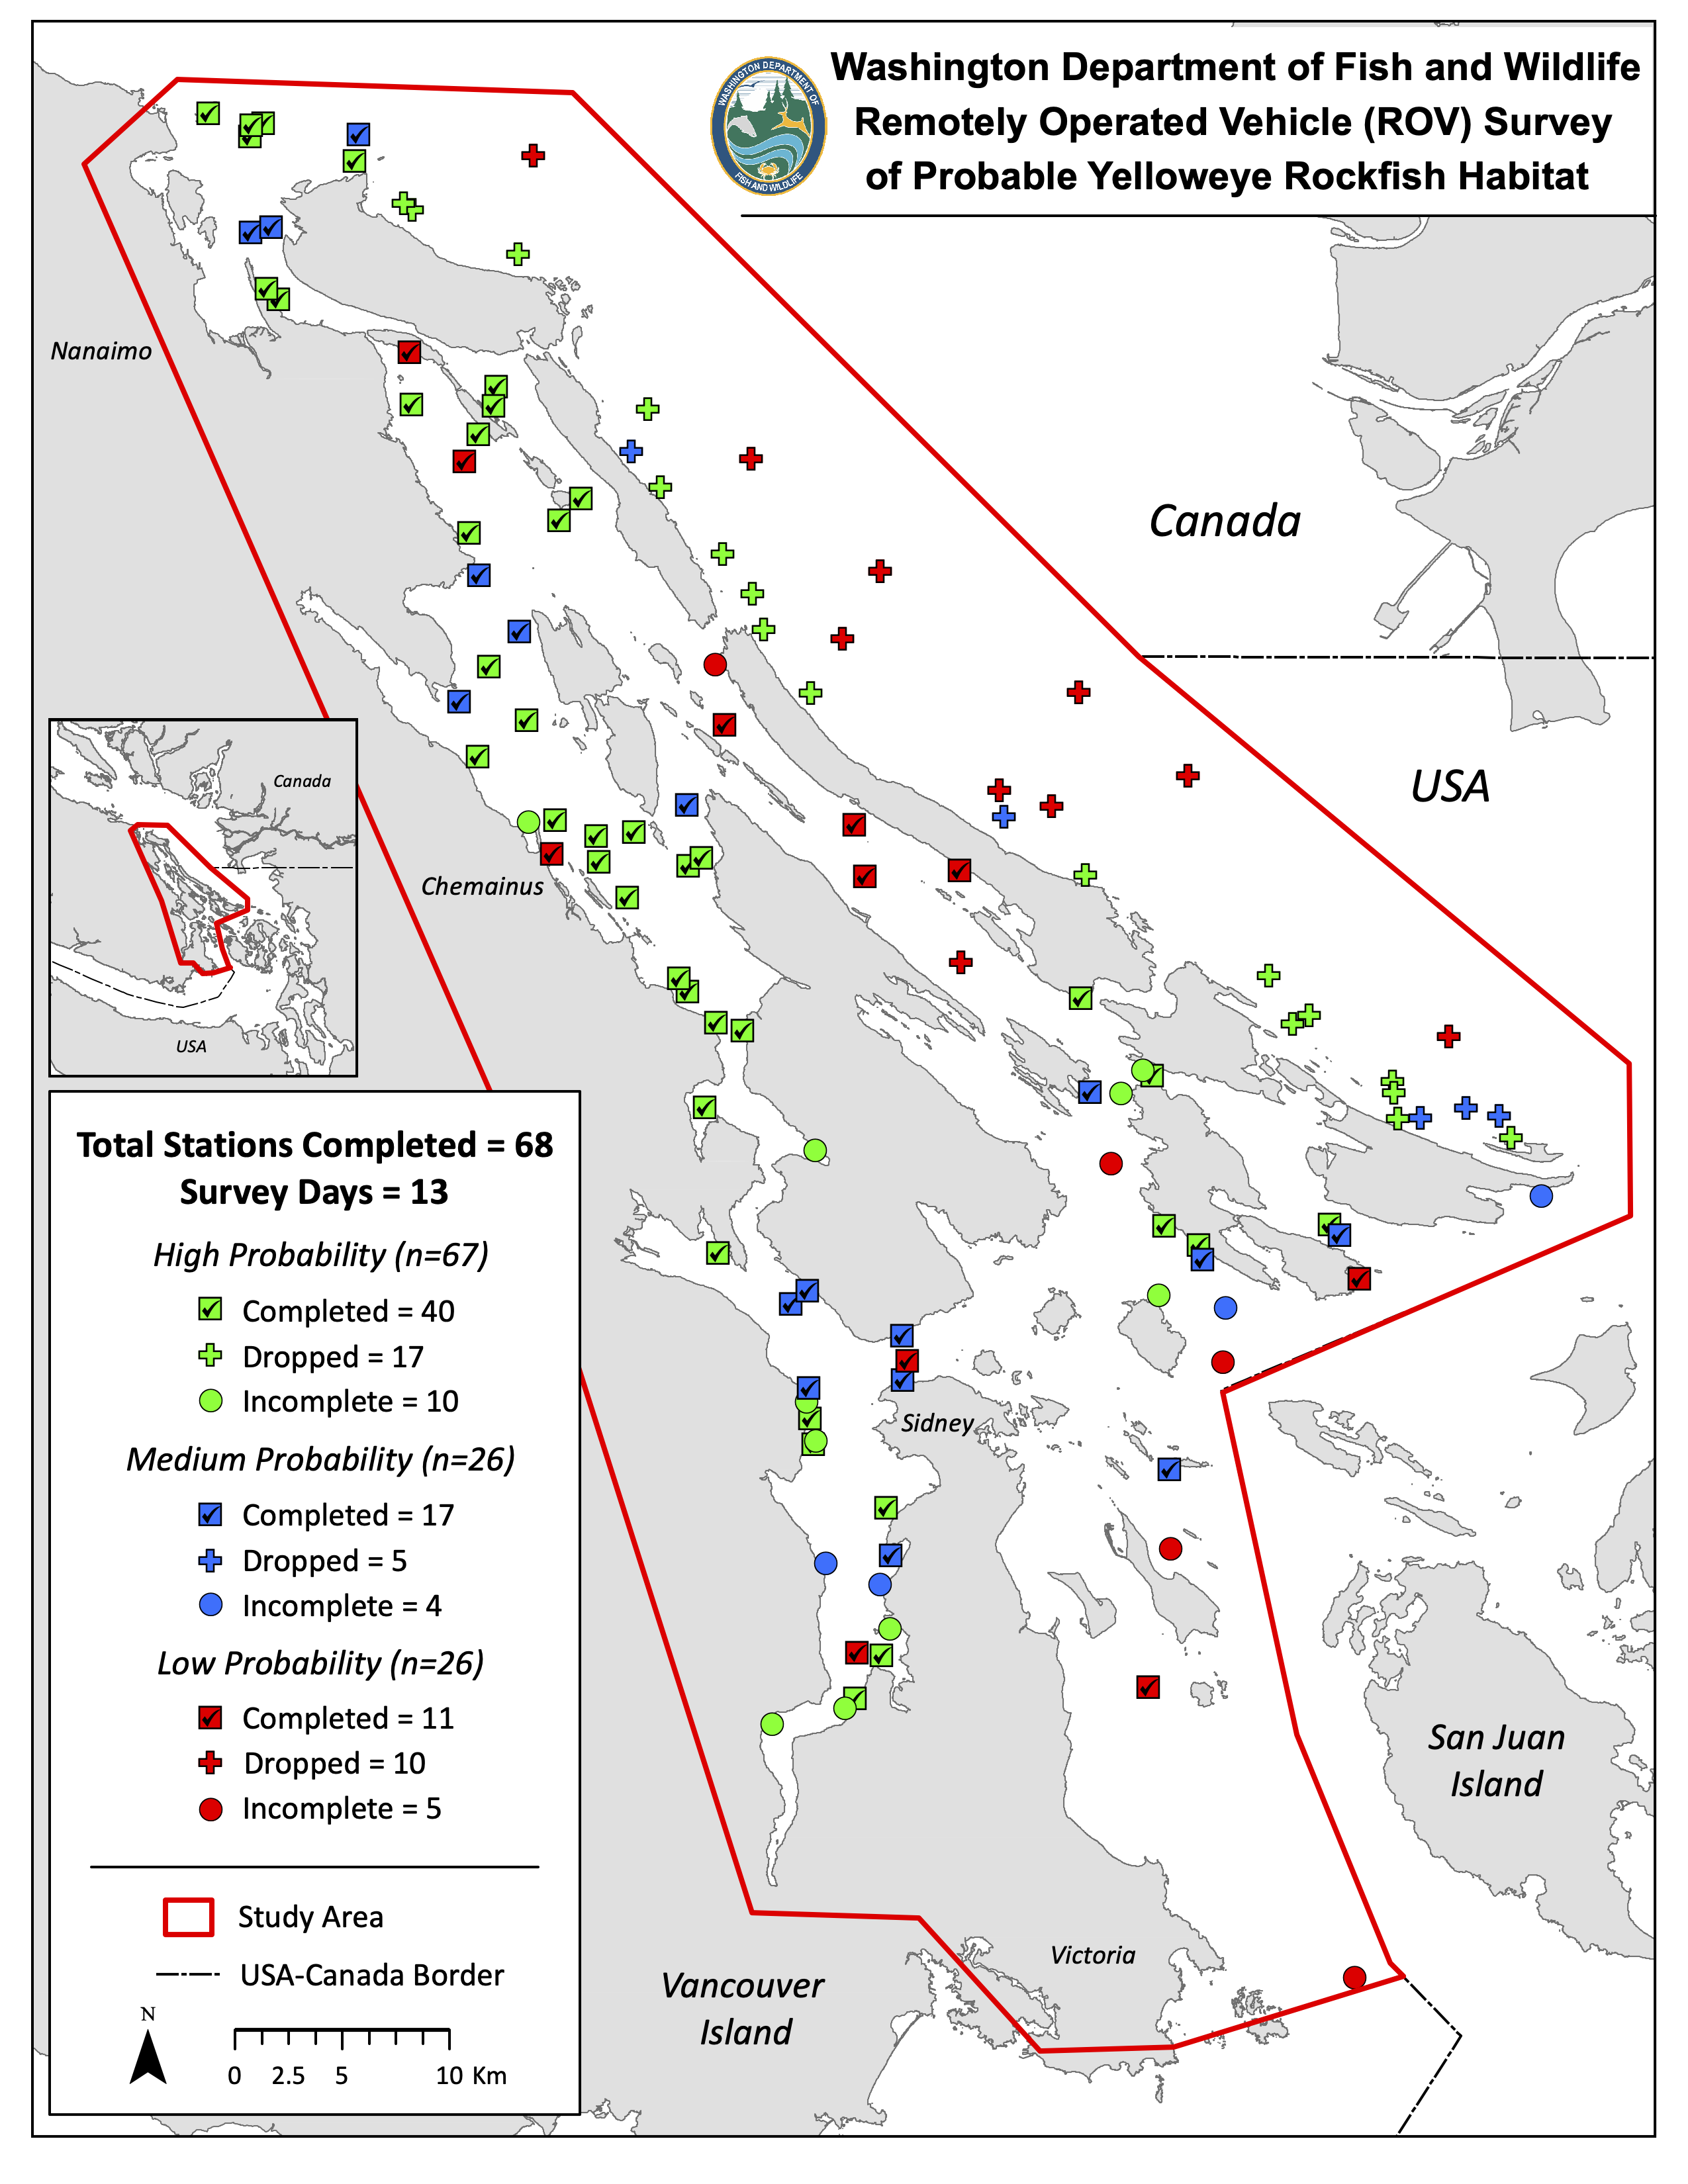 Washington Department of Fish and Wildlife
Remotely Operated Vehicle (ROV) Survey
of Probable Yelloweye Rockfish Habitat
WASHINGTON DEPARTMENT OF
FISH AND WILDLIFE
Nanaimo
Canada
USA
Chemainus
Canada
USA
Sidney
San Juan
Island
Victoria
Vancouver
Island
Total Stations Completed = 68
Survey Days = 13
High Probability (n=67)
Completed = 40
Dropped = 17
Incomplete = 10
Medium Probability (n=26)
Completed = 17
Dropped = 5
Incomplete = 4
Low Probability (n=26)
Completed = 11
Dropped = 10
Incomplete = 5
Study Area
USA-Canada Border
N
0 2.5 5 10 Km